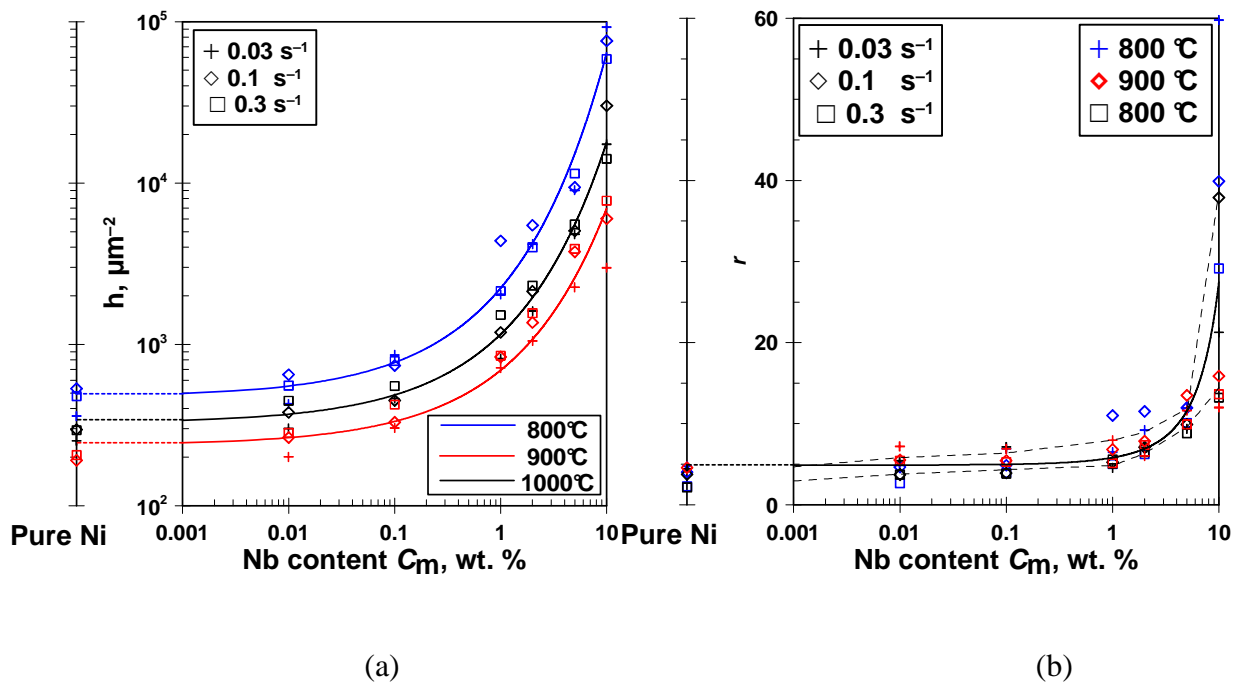 10⁵
10⁴
10³
10²
h, µm⁻²
0.03 s⁻¹
0.1 s⁻¹
0.3 s⁻¹
800°C
900°C
1000°C
Pure Ni
0.001 0.01 0.1 1 10
Nb content Cm, wt. %
(a)
60
40
20
0
r
0.03 s⁻¹
0.1 s⁻¹
0.3 s⁻¹
800 °C
900 °C
800 °C
Pure Ni
0.001 0.01 0.1 1 10
Nb content Cm, wt. %
(b)